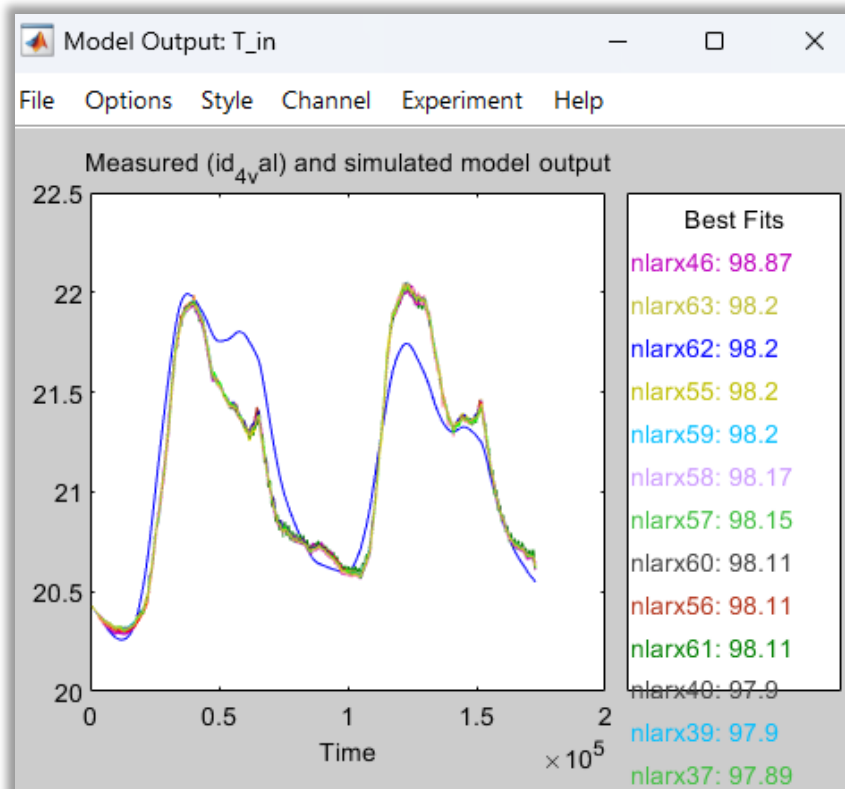 Model Output: T_in
File Options Style Channel Experiment Help
Measured (id4val) and simulated model output
22.5
22
21.5
21
20.5
20
0 0.5 1 1.5 2
×10^5
Time
Best Fits
nlarx46: 98.87
nlarx63: 98.2
nlarx62: 98.2
nlarx55: 98.2
nlarx59: 98.2
nlarx58: 98.17
nlarx57: 98.15
nlarx60: 98.11
nlarx56: 98.11
nlarx61: 98.11
nlarx40: 97.9
nlarx39: 97.9
nlarx37: 97.89